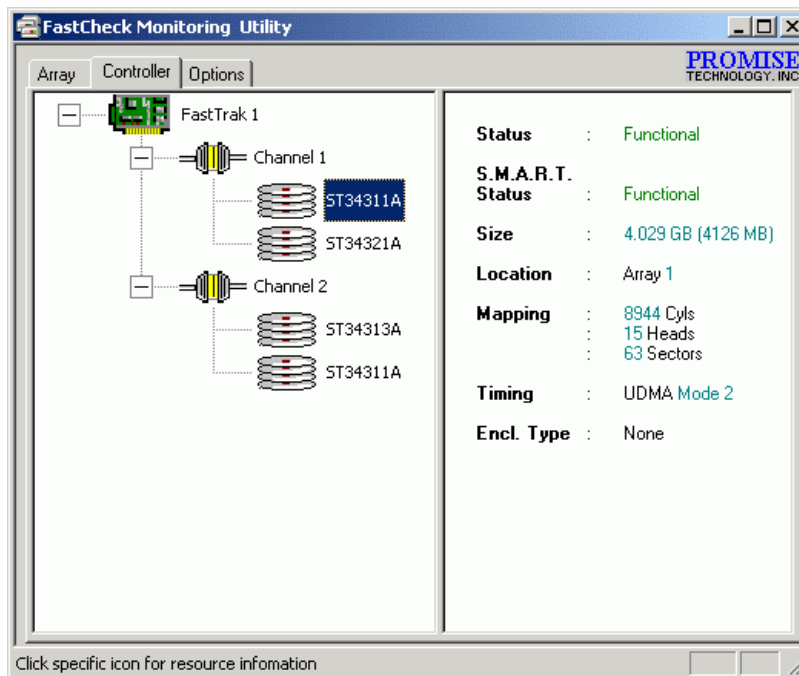 FastCheck Monitoring Utility
Array
Controller
Options
PROMISE
TECHNOLOGY, INC
FastTrak 1
Channel 1
ST34311A
ST34321A
Channel 2
ST34313A
ST34311A
Status : Functional
S.M.A.R.T.
Status : Functional
Size : 4.029 GB (4126 MB)
Location : Array 1
Mapping : 8944 Cyls
: 15 Heads
: 63 Sectors
Timing : UDMA Mode 2
Encl. Type : None
Click specific icon for resource infomation